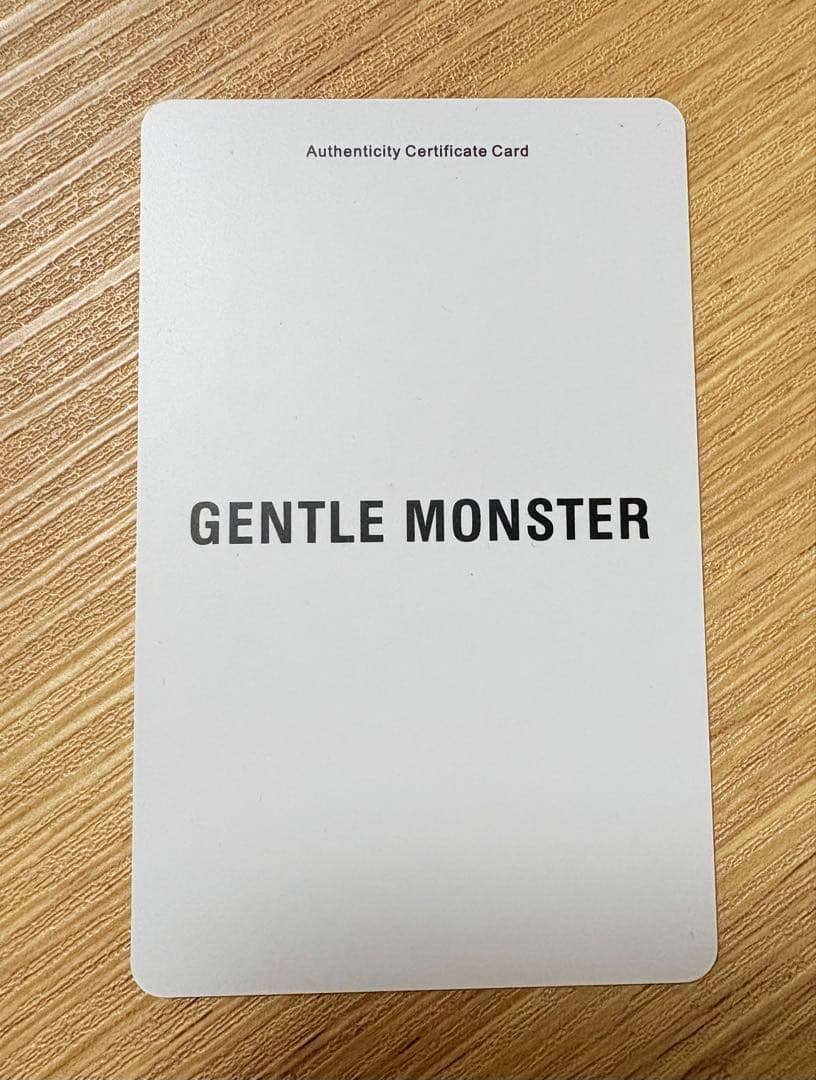 Authenticity Certificate Card
GENTLE MONSTER